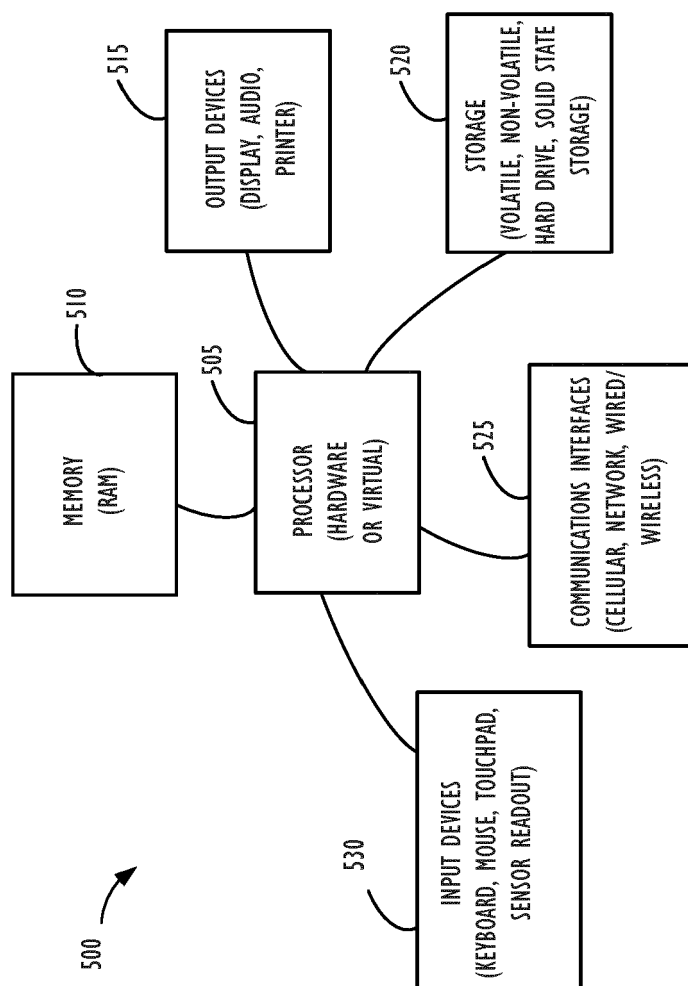 500
510
MEMORY
(RAM)
515
OUTPUT DEVICES
(DISPLAY, AUDIO,
PRINTER)
505
PROCESSOR
(HARDWARE
OR VIRTUAL)
530
INPUT DEVICES
(KEYBOARD, MOUSE, TOUCHPAD,
SENSOR READOUT)
525
COMMUNICATIONS INTERFACES
(CELLULAR, NETWORK, WIRED/
WIRELESS)
520
STORAGE
(VOLATILE, NON-VOLATILE,
HARD DRIVE, SOLID STATE
STORAGE)